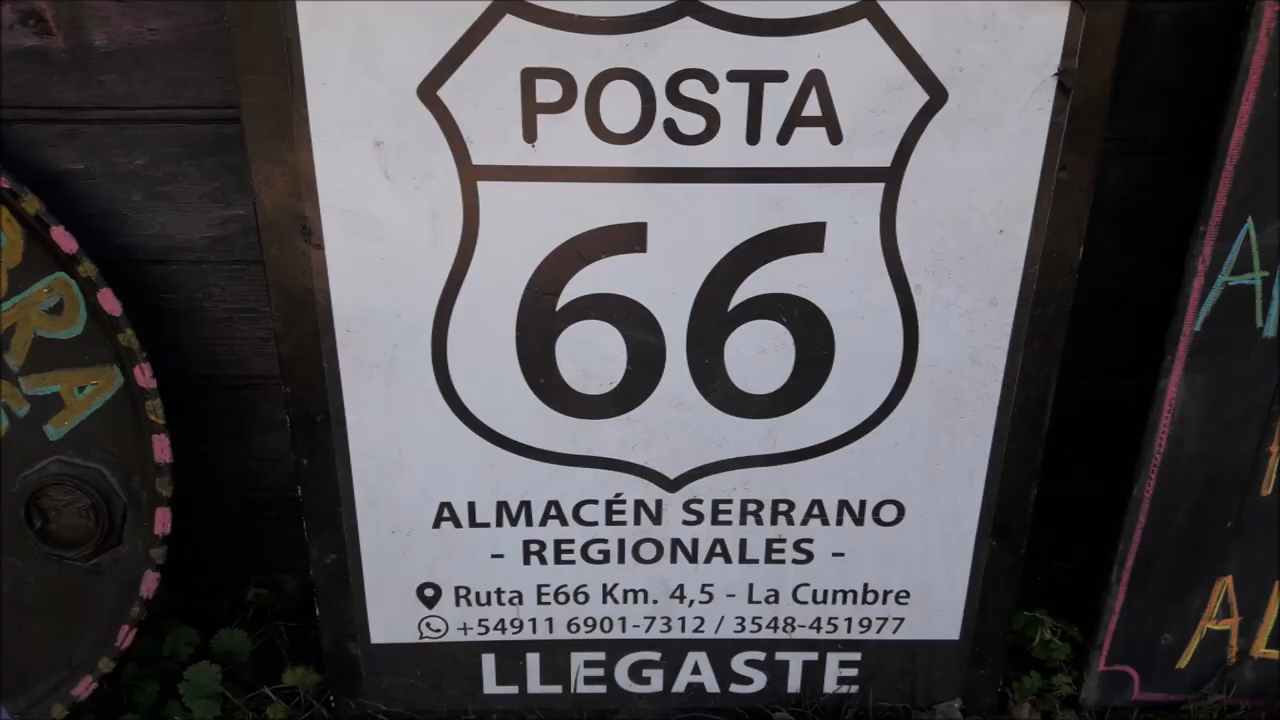 POSTA
66
ALMACÉN SERRANO
- REGIONALES -
Ruta E66 Km. 4,5 - La Cumbre
+54911 6901-7312 / 3548-451977
LLEGASTE